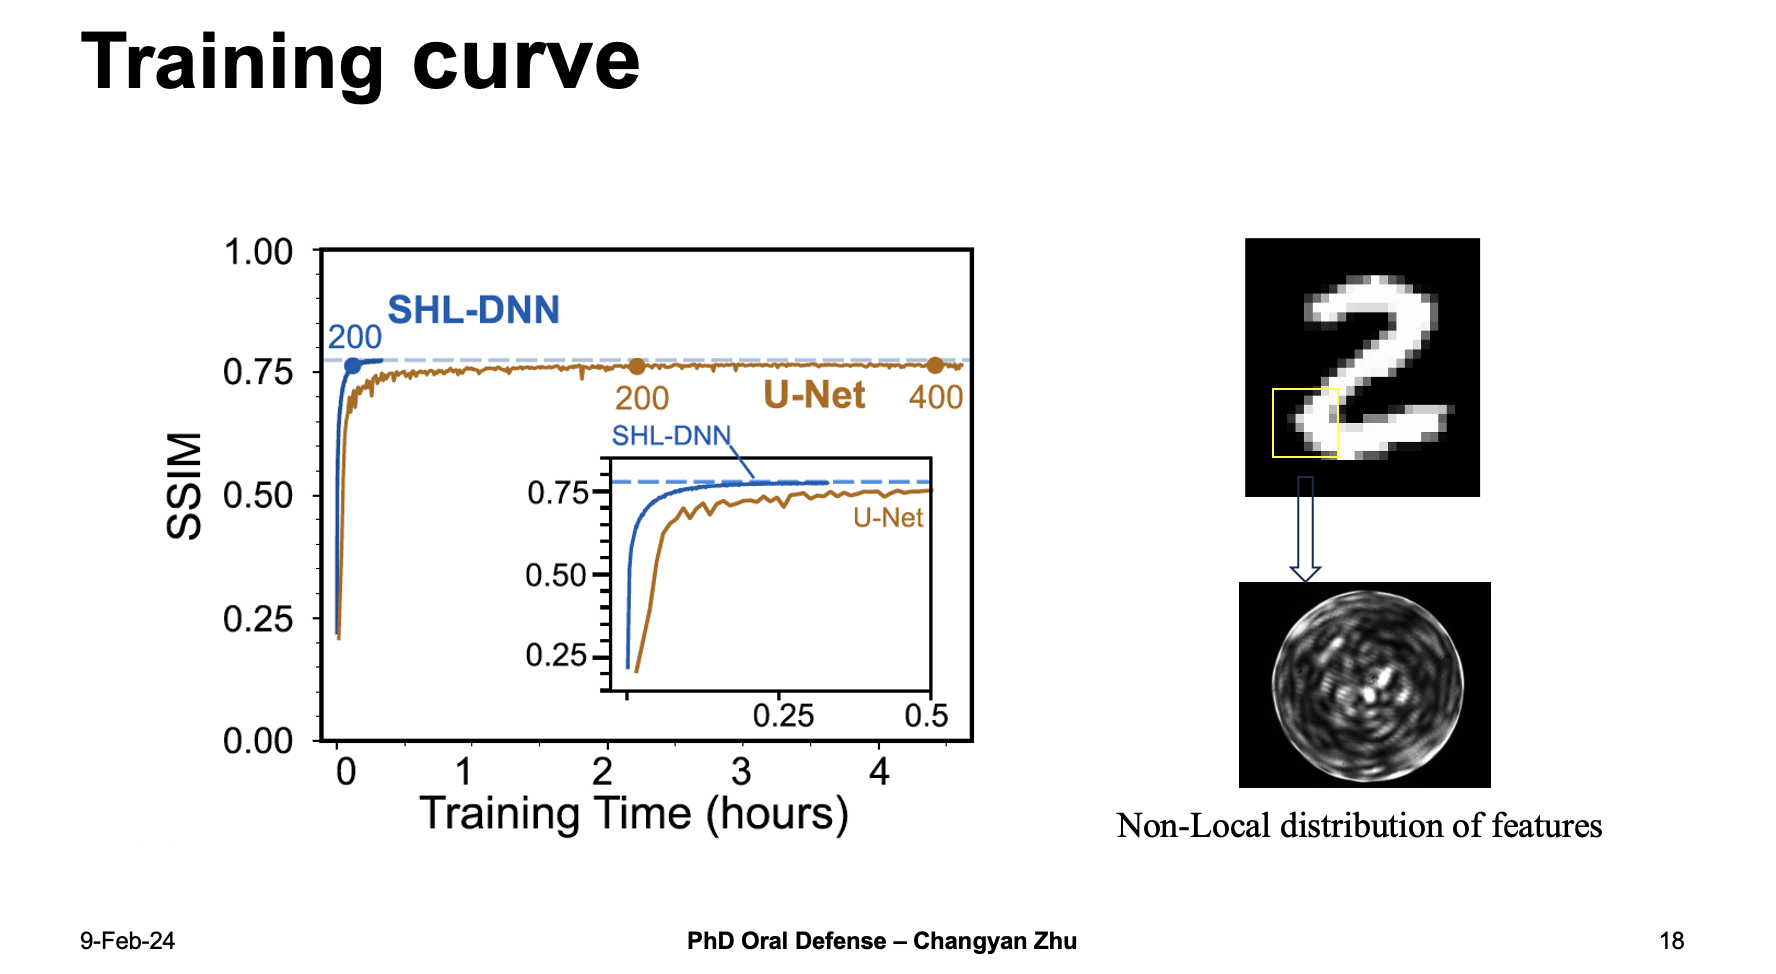 Training curve
1.00
0.75
0.50
0.25
0.00
SSIM
200
SHL-DNN
200
U-Net
400
SHL-DNN
U-Net
0.75
0.50
0.25
0.25
0.5
0
1
2
3
4
Training Time (hours)
Non-Local distribution of features
9-Feb-24
PhD Oral Defense – Changyan Zhu
18